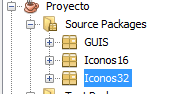 Proyecto
Source Packages
GUIS
Iconos16
Iconos32